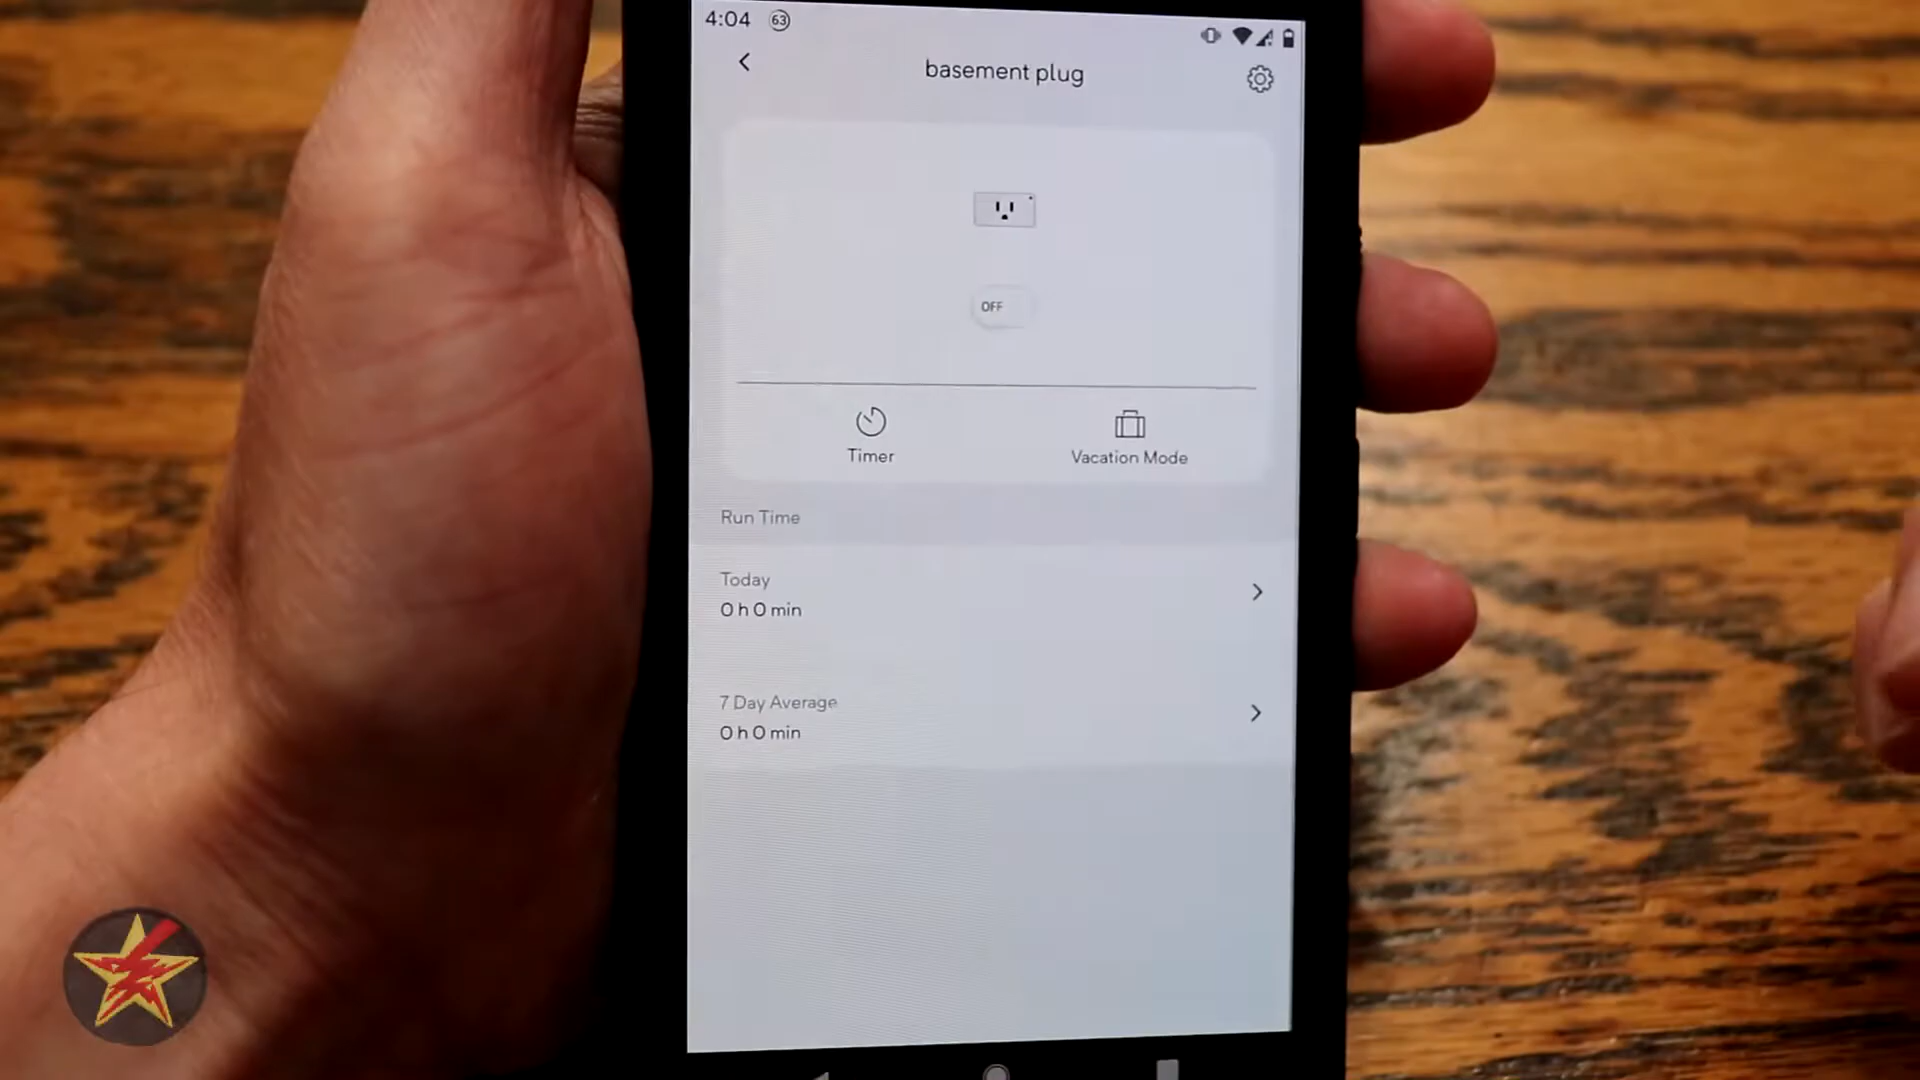 4:04 63
basement plug
OFF
Timer Vacation Mode
Run Time
Today
0 h 0 min
7 Day Average
0 h 0 min